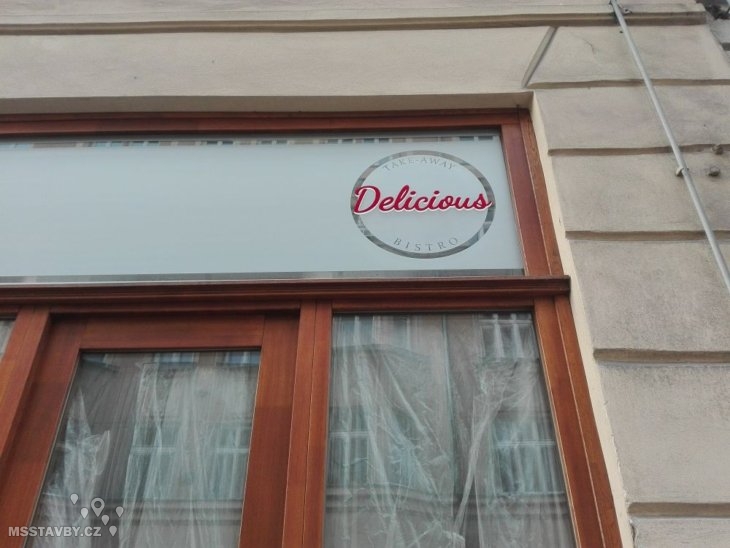 TAKE-AWAY
Delicious
BISTRO
MSSTAVBY.CZ